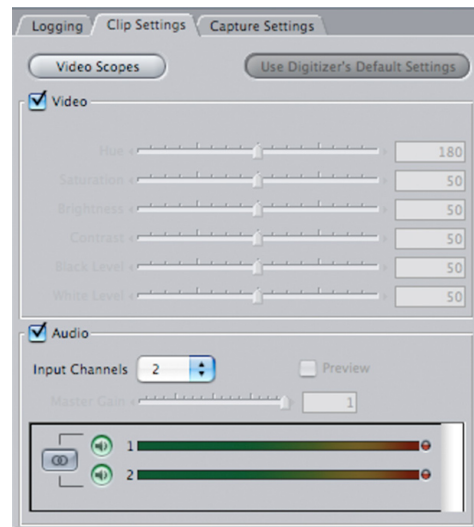 Logging Clip Settings Capture Settings
Video Scopes Use Digitizer's Default Settings
Video
Hue 180
Saturation 50
Brightness 50
Contrast 50
Black Level 50
White Level 50
Audio
Input Channels 2 Preview
Master Gain 1
1
2